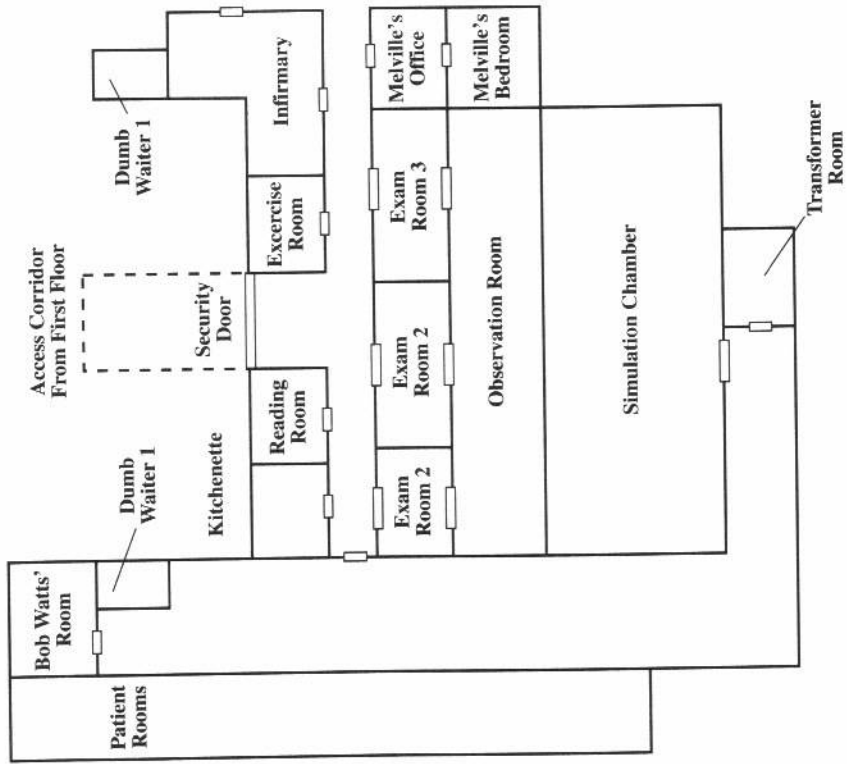 Access Corridor
From First Floor
Dumb
Waiter 1
Dumb
Waiter 1
Bob Watts'
Room
Kitchenette
Security
Door
Infirmary
Reading
Room
Excercise
Room
Patient
Rooms
Exam
Room 2
Exam
Room 2
Exam
Room 3
Melville's
Office
Melville's
Bedroom
Observation Room
Simulation Chamber
Transformer
Room